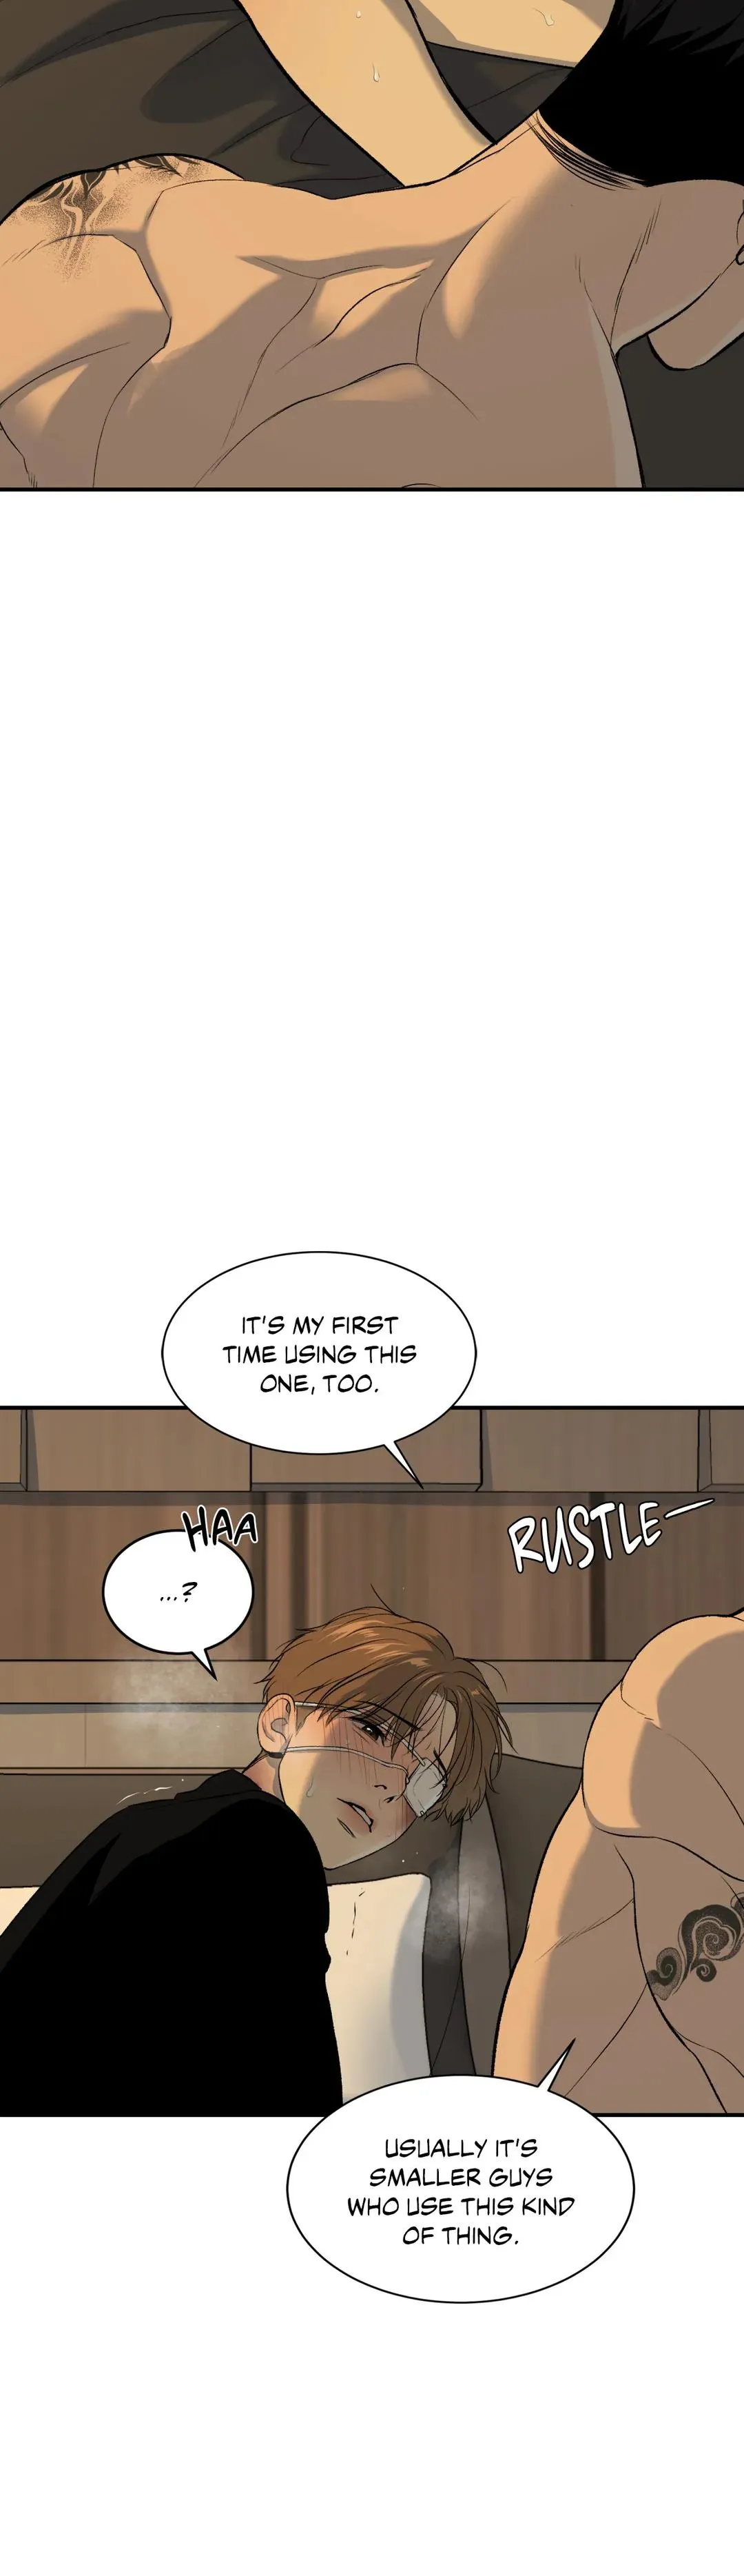 IT'S MY FIRST
TIME USING THIS
ONE, TOO.
HAA
...?
RUSTLE—
USUALLY IT'S
SMALLER GUYS
WHO USE THIS KIND
OF THING.